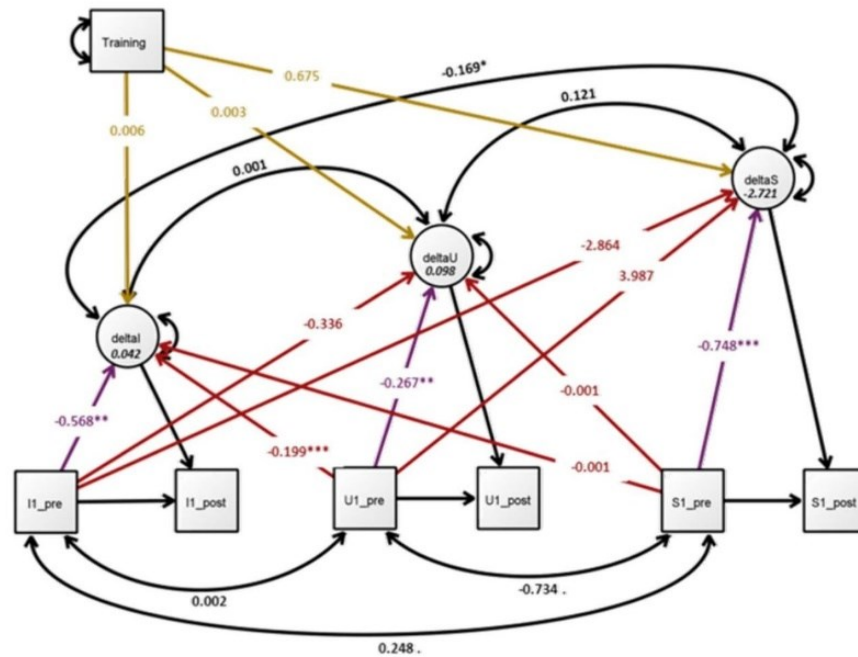 Training
-0.169*
0.675
0.121
0.003
0.006
0.001
deltaS
-2.721
deltaU
0.098
-2.864
3.987
-0.336
deltaI
0.042
-0.748***
-0.267**
-0.001
-0.568**
-0.199***
-0.001
I1_pre
I1_post
U1_pre
U1_post
S1_pre
S1_post
-0.734 .
0.002
0.248 .